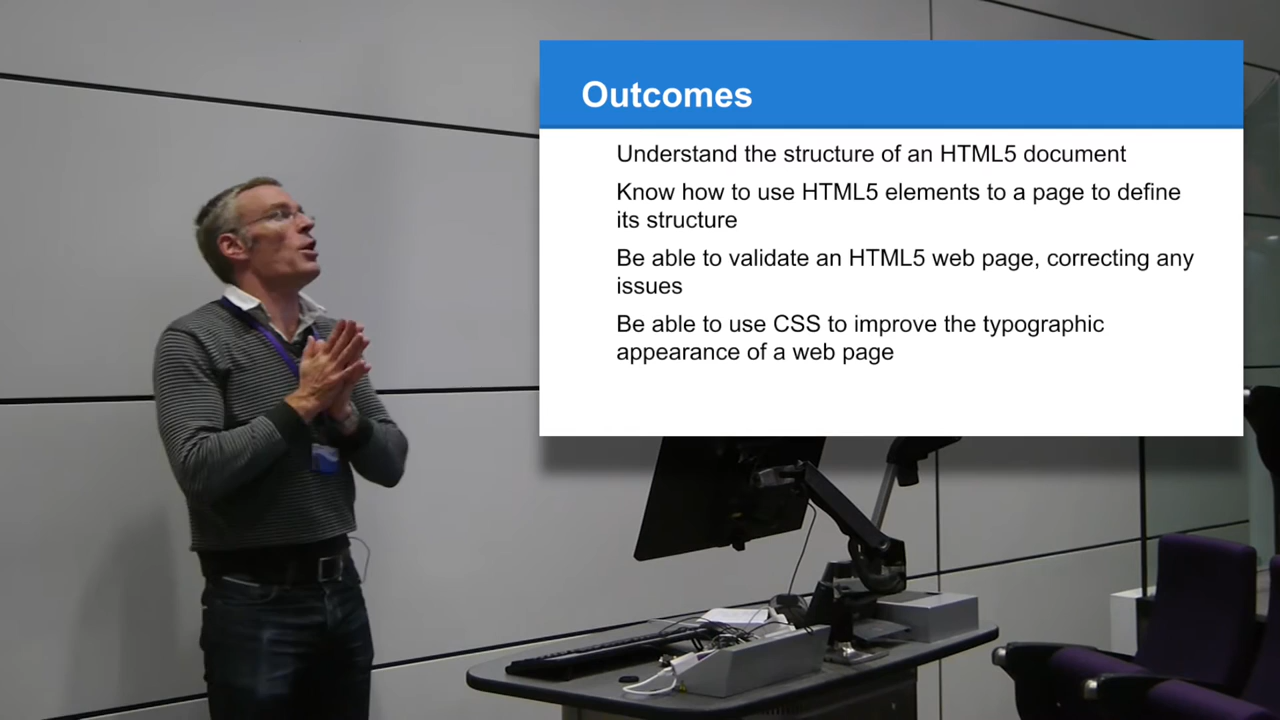 Outcomes
Understand the structure of an HTML5 document
Know how to use HTML5 elements to a page to define
its structure
Be able to validate an HTML5 web page, correcting any
issues
Be able to use CSS to improve the typographic
appearance of a web page